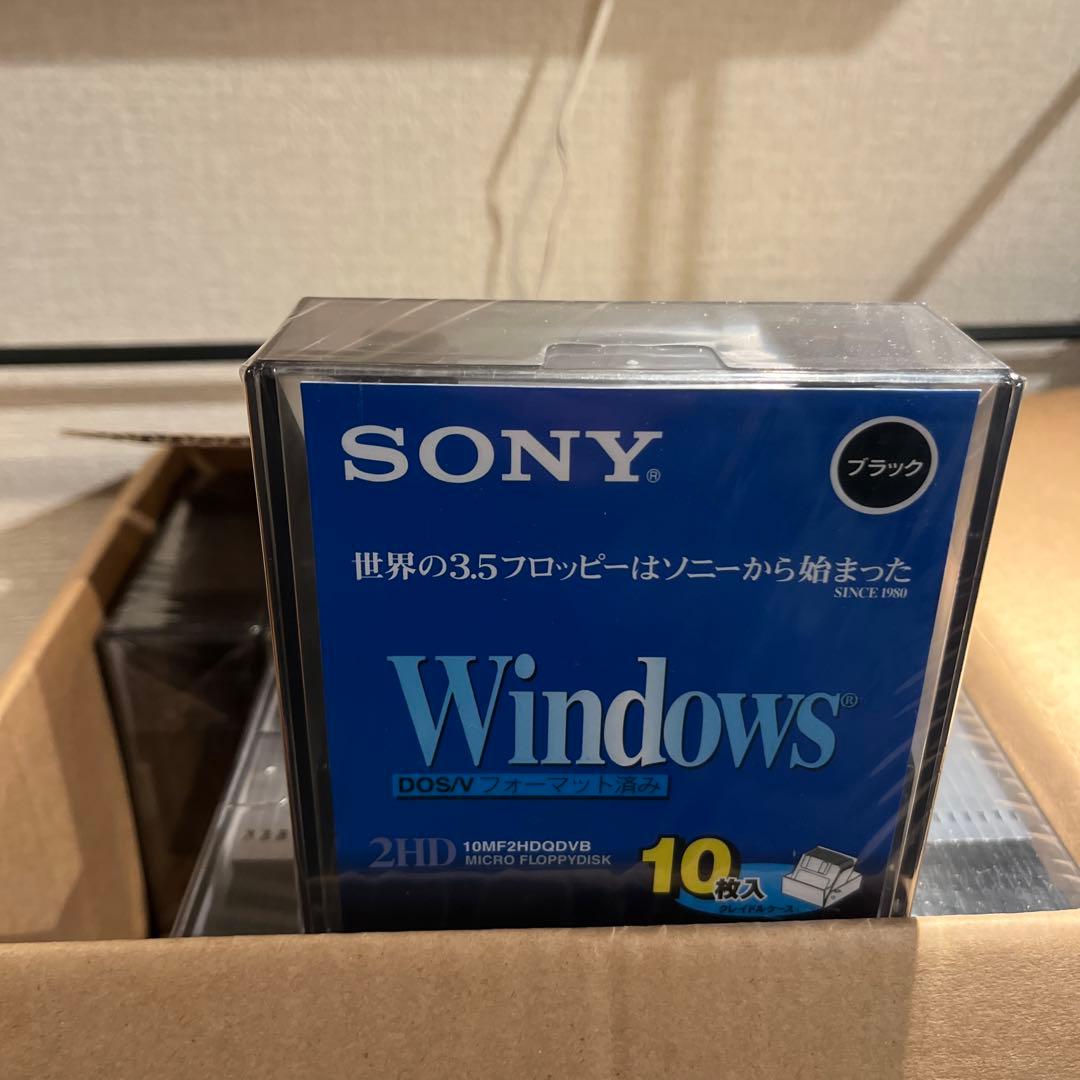 SONY®
ブラック
世界の3.5フロッピーはソニーから始まった
SINCE 1980
Windows®
DOS/V フォーマット済み
2HD 10MF2HDQDVB
MICRO FLOPPYDISK
10枚入
クレイドルケース